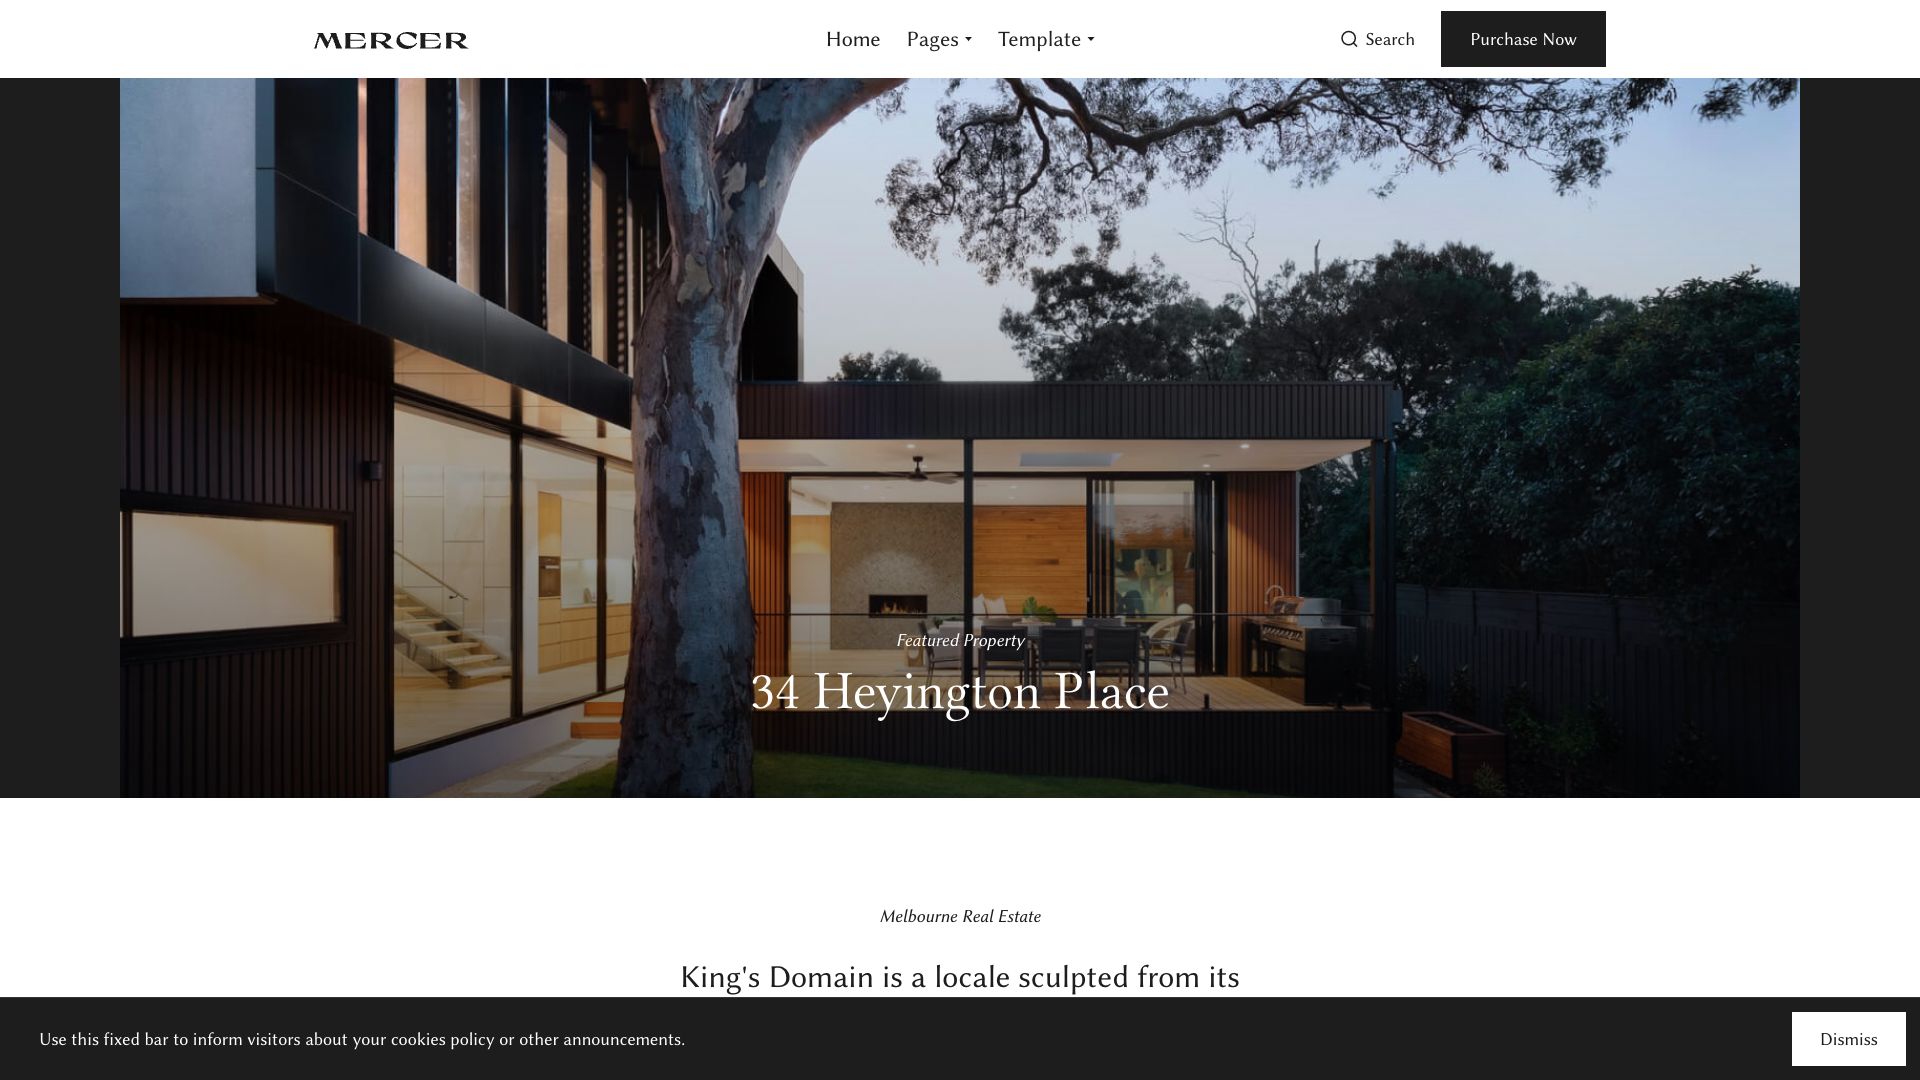 MERCER
Home
Pages
Template
Search
Purchase Now
Featured Property
34 Heyington Place
Melbourne Real Estate
King's Domain is a locale sculpted from its
Use this fixed bar to inform visitors about your cookies policy or other announcements.
Dismiss